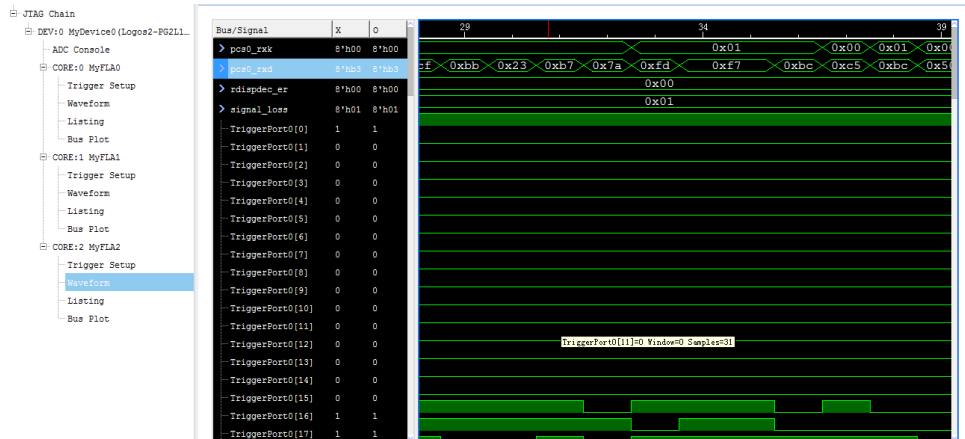 JTAG Chain
DEV:0 MyDevice0(Logos2-PG2L1...
ADC Console
CORE:0 MyFLA0
Trigger Setup
Waveform
Listing
Bus Plot
CORE:1 MyFLA1
Trigger Setup
Waveform
Listing
Bus Plot
CORE:2 MyFLA2
Trigger Setup
Waveform
Listing
Bus Plot
Bus/Signal X O 29 34 39
pcs0_rxk 8'h00 8'h00 0x01 0x00 0x01 0x00
pcs0_rxd 8'hb3 8'hb3 cf 0xbb 0x23 0xb7 0x7a 0xfd 0xf7 0xbc 0xc5 0xbc 0x50
rdispdec_er 8'h00 8'h00 0x00
signal_loss 8'h01 8'h01 0x01
TriggerPort0[0] 1 1
TriggerPort0[1] 0 0
TriggerPort0[2] 0 0
TriggerPort0[3] 0 0
TriggerPort0[4] 0 0
TriggerPort0[5] 0 0
TriggerPort0[6] 0 0
TriggerPort0[7] 0 0
TriggerPort0[8] 0 0
TriggerPort0[9] 0 0
TriggerPort0[10] 0 0
TriggerPort0[11] 0 0
TriggerPort0[12] 0 0 TriggerPort0[11]=0 Window=0 Samples=31
TriggerPort0[13] 0 0
TriggerPort0[14] 0 0
TriggerPort0[15] 0 0
TriggerPort0[16] 1 1
TriggerPort0[17] 1 1